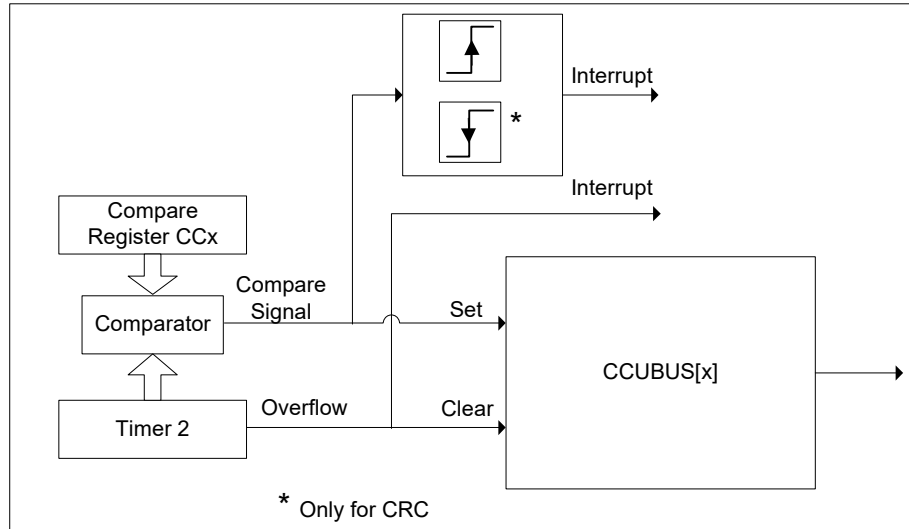 Interrupt
*
Interrupt
Compare
Register CCx
Compare
Signal
Comparator
Set
CCUBUS[x]
Overflow
Clear
Timer 2
* Only for CRC